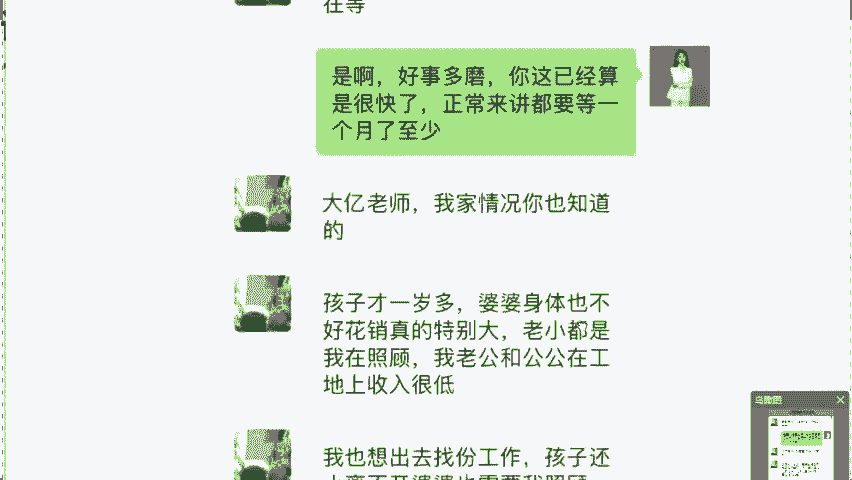 在等
是啊，好事多磨，你这已经算
是很快了，正常来讲都要等一
个月了至少
大亿老师，我家情况你也知道
的
孩子才一岁多，婆婆身体也不
好花销真的特别大，老小都是
我在照顾，我老公和公公在工
地上收入很低
我也想出去找份工作，孩子还
鸟瞰图